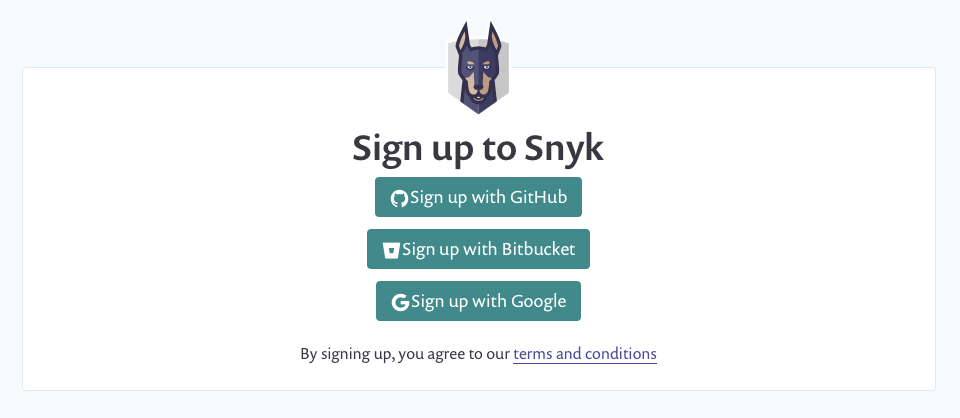 Sign up to Snyk
Sign up with GitHub
Sign up with Bitbucket
Sign up with Google
By signing up, you agree to our terms and conditions